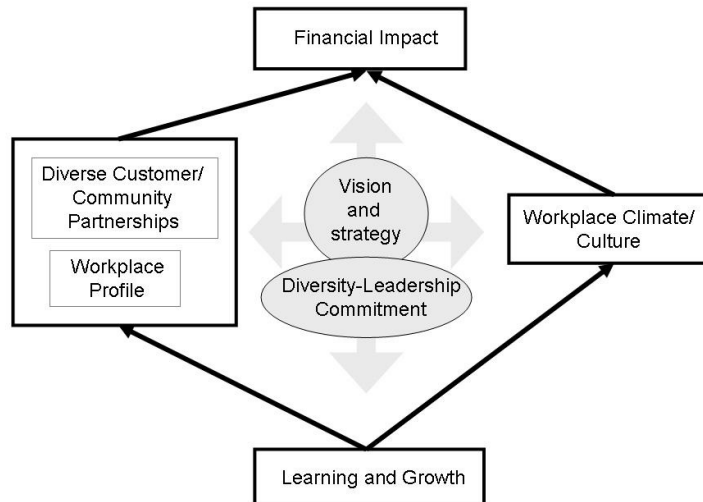 Financial Impact
Diverse Customer/
Community
Partnerships
Workplace
Profile
Vision
and
strategy
Diversity-Leadership
Commitment
Workplace Climate/
Culture
Learning and Growth